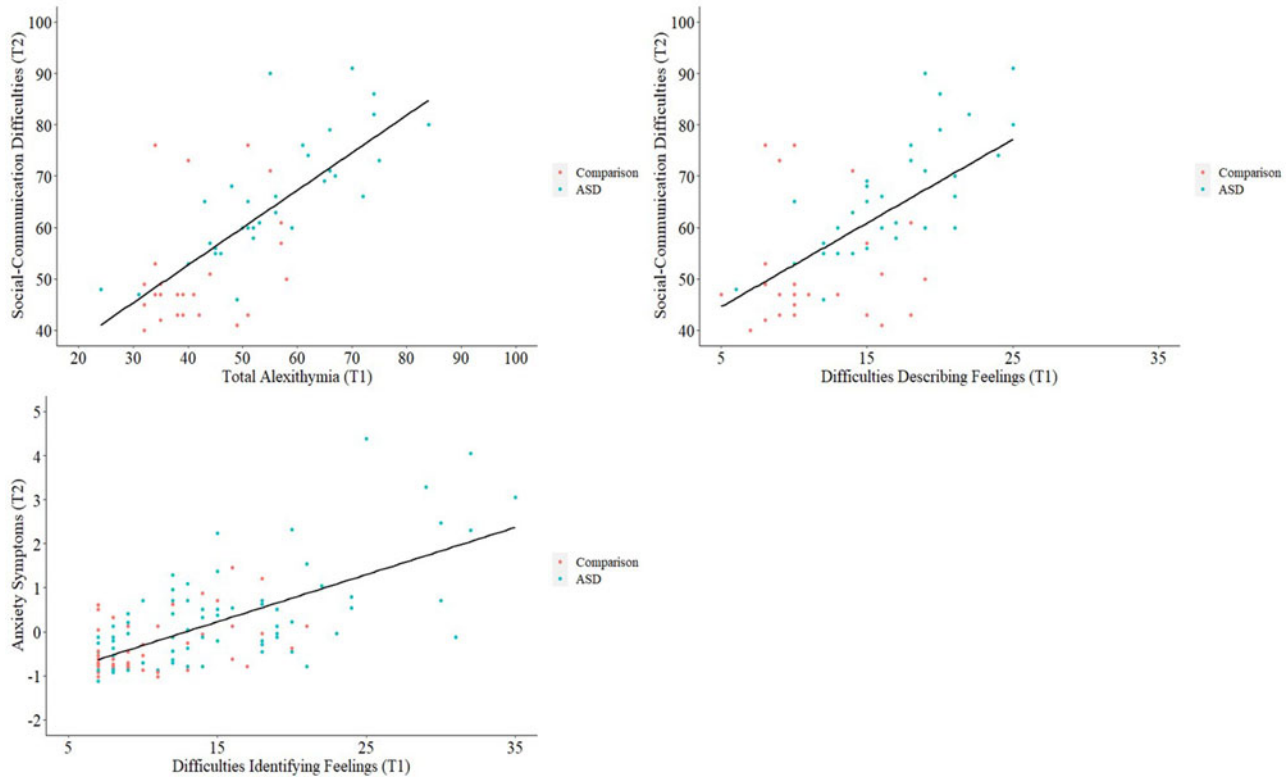 Social-Communication Difficulties (T2)
100
90
80
70
60
50
40
20 30 40 50 60 70 80 90 100
Total Alexithymia (T1)
Comparison
ASD
Social-Communication Difficulties (T2)
100
90
80
70
60
50
40
5 15 25 35
Difficulties Describing Feelings (T1)
Comparison
ASD
Anxiety Symptoms (T2)
5
4
3
2
1
0
-1
-2
5 15 25 35
Difficulties Identifying Feelings (T1)
Comparison
ASD